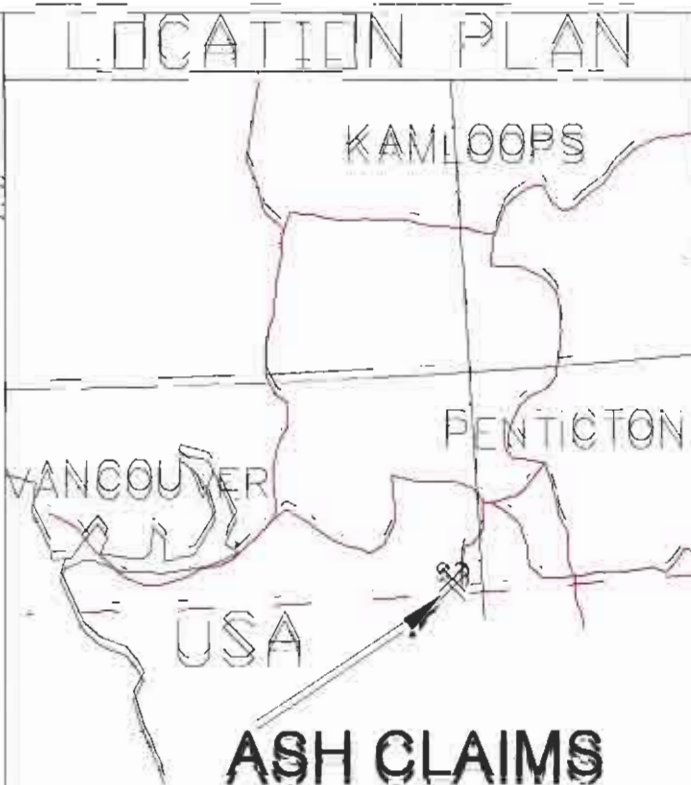 LOCATION PLAN
KAMLOOPS
PENTICTON
VANCOUVER
USA
ASH CLAIMS